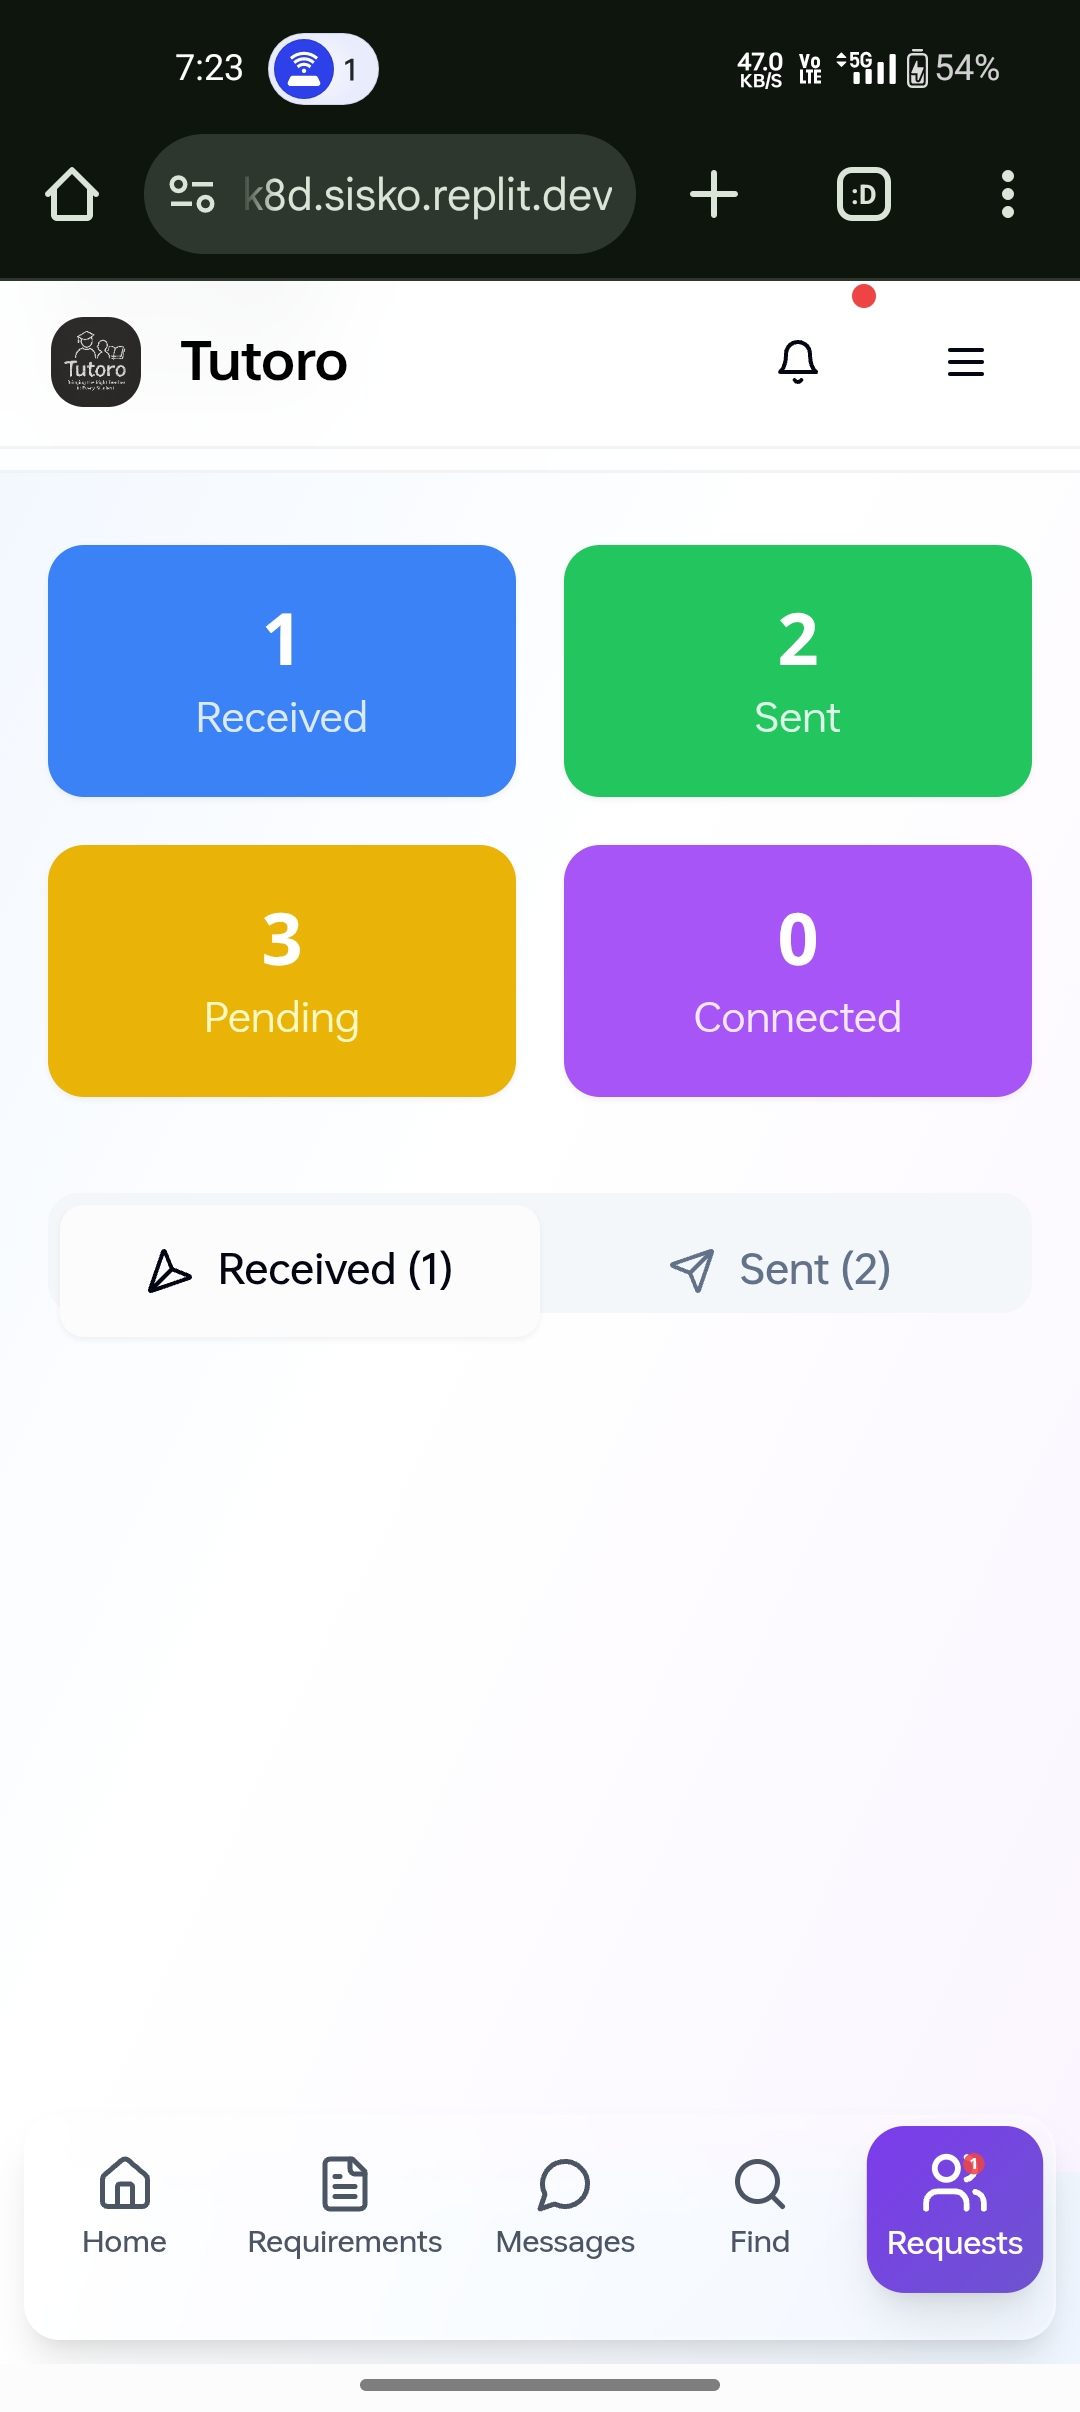 7:23
1
47.0
KB/S
Vo
LTE
5G
54%
k8d.sisko.replit.dev
:D
Tutoro
Tutoro
1
Received
2
Sent
3
Pending
0
Connected
Received (1)
Sent (2)
1
Home
Requirements
Messages
Find
Requests